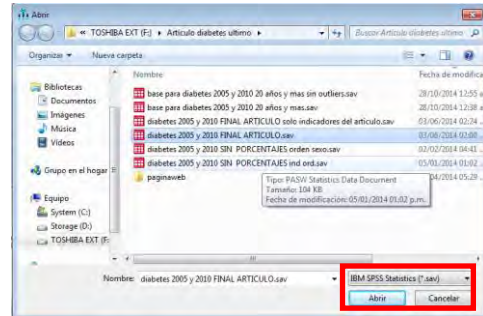 Abrir
« TOSHIBA EXT (F:) ▸ Articulo diabetes ultimo ▸
Buscar Articulo diabetes ultimo
Organizar
Nueva carpeta
Nombre
Fecha de modifica
Bibliotecas
Documentos
Imágenes
Música
Vídeos
Grupo en el hogar
Equipo
System (C:)
Storage (D:)
TOSHIBA EXT (F:
base para diabetes 2005 y 2010 20 años y mas sin outliers.sav
28/10/2014 12:55 a
base para diabetes 2005 y 2010 20 años y mas.sav
28/10/2014 12:38 a
diabetes 2005 y 2010 FINAL ARTICULO solo indicadores del articulo.sav
03/06/2014 02:24
diabetes 2005 y 2010 FINAL ARTICULO.sav
diabetes 2005 y 2010 SIN PORCENTAJES orden sexo.sav
02/02/2014 04:41
diabetes 2005 y 2010 SIN PORCENTAJES ind ord.sav
05/01/2014 01:02
paginaweb
04/2014 05:29
Tipo: PASW Statistics Data Document
Tamaño: 104 KB
Fecha de modificación: 05/01/2014 01:02 p.m.
Nombre: diabetes 2005 y 2010 FINAL ARTICULO.sav
IBM SPSS Statistics (*.sav)
Abrir
Cancelar